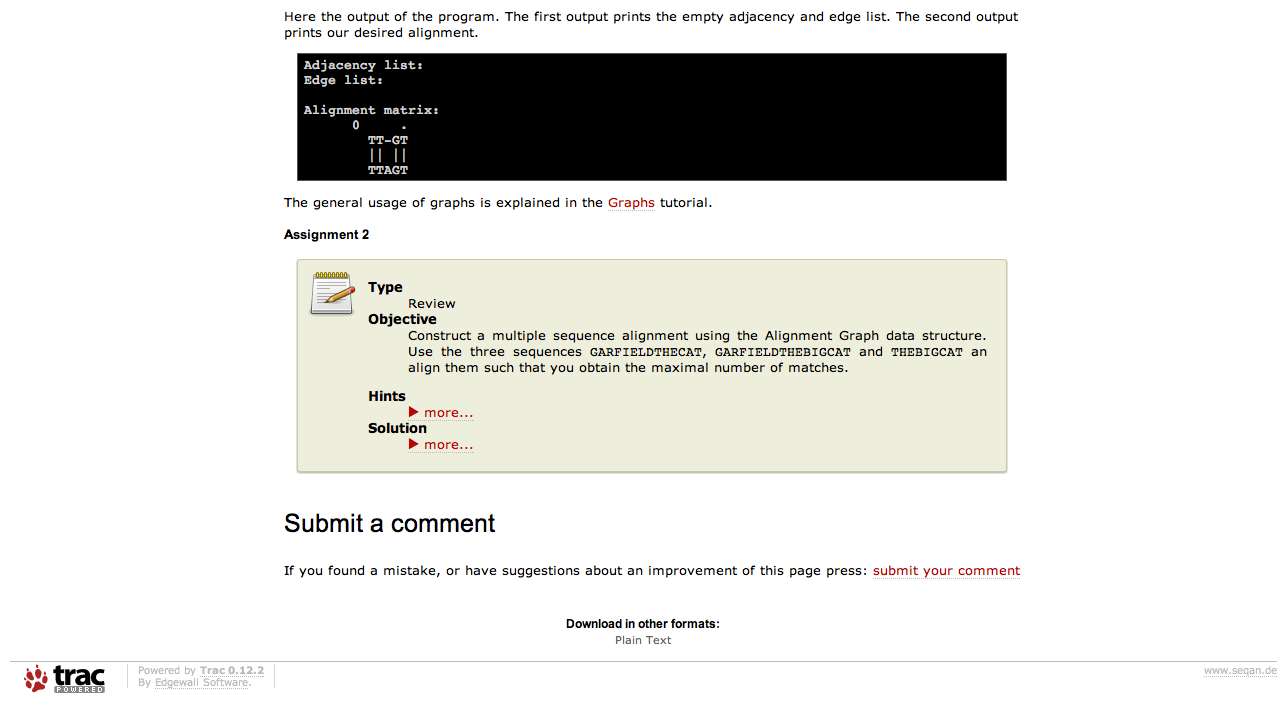 Here the output of the program. The first output prints the empty adjacency and edge list. The second output
prints our desired alignment.
Adjacency list:
Edge list:
Alignment matrix:
0     .
TT-GT
|| ||
TTAGT
The general usage of graphs is explained in the Graphs tutorial.
Assignment 2
Type
Review
Objective
Construct a multiple sequence alignment using the Alignment Graph data structure.
Use the three sequences GARFIELDTHECAT, GARFIELDTHEBIGCAT and THEBIGCAT an
align them such that you obtain the maximal number of matches.
Hints
more...
Solution
more...
Submit a comment
If you found a mistake, or have suggestions about an improvement of this page press: submit your comment
Download in other formats:
Plain Text
trac
POWERED
Powered by Trac 0.12.2
By Edgewall Software.
www.seqan.de